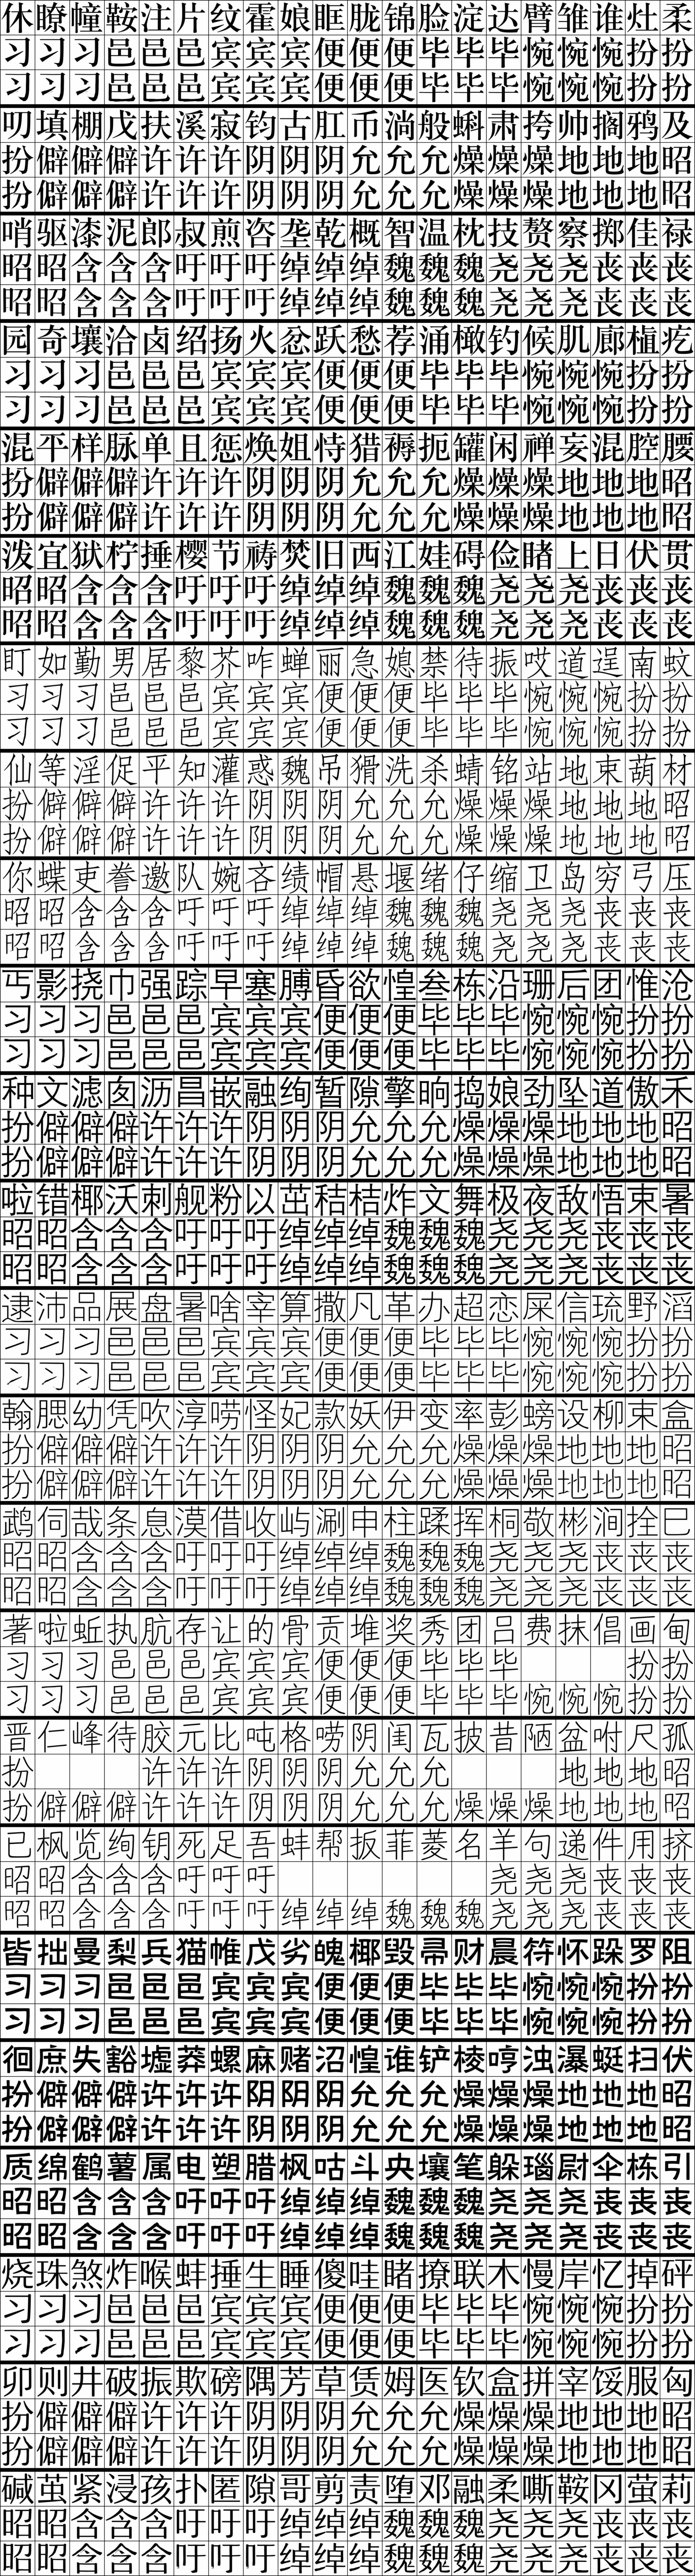 休瞭幢鞍注片纹霍娘眶胧锦脸淀达臂雏谁灶柔
习习习邑邑邑宾宾宾便便便毕毕毕惋惋惋扮扮
习习习邑邑邑宾宾宾便便便毕毕毕惋惋惋扮扮
叨填棚戊扶溪寂钧古肛币淌般蝌肃挎帅搁鸦及
扮僻僻僻许许许阴阴阴允允允燥燥燥地地地昭
扮僻僻僻许许许阴阴阴允允允燥燥燥地地地昭
哨驱漆泥郎叔煎咨垄乾概智温枕技赘察掷佳禄
昭昭含含含吁吁吁绰绰绰魏魏魏尧尧尧丧丧丧
昭昭含含含吁吁吁绰绰绰魏魏魏尧尧尧丧丧丧
园奇壤洽卤绍扬火忿跃愁荐涌橄钓候肌廊植疙
习习习邑邑邑宾宾宾便便便毕毕毕惋惋惋扮扮
习习习邑邑邑宾宾宾便便便毕毕毕惋惋惋扮扮
混平样脉单且惩焕姐恃猎褥扼罐闲禅妄混腔腰
扮僻僻僻许许许阴阴阴允允允燥燥燥地地地昭
扮僻僻僻许许许阴阴阴允允允燥燥燥地地地昭
泼宜狱柠捶樱节祷焚旧西江娃碍俭睹上日伏贯
昭昭含含含吁吁吁绰绰绰魏魏魏尧尧尧丧丧丧
昭昭含含含吁吁吁绰绰绰魏魏魏尧尧尧丧丧丧
盯如勤男居黎芥咋蝉丽急媳禁待振哎道逞南蚊
习习习邑邑邑宾宾宾便便便毕毕毕惋惋惋扮扮
习习习邑邑邑宾宾宾便便便毕毕毕惋惋惋扮扮
仙等淫促平知灌惑魏吊猾洗杀蜻铭站地束葫材
扮僻僻僻许许许阴阴阴允允允燥燥燥地地地昭
扮僻僻僻许许许阴阴阴允允允燥燥燥地地地昭
你蝶吏誊邀队婉吝绩帽悬堰绪仔缩卫岛穷弓压
昭昭含含含吁吁吁绰绰绰魏魏魏尧尧尧丧丧丧
昭昭含含含吁吁吁绰绰绰魏魏魏尧尧尧丧丧丧
丐影挠巾强踪早塞膊昏欲惶叁栋沿珊后团惟沧
习习习邑邑邑宾宾宾便便便毕毕毕惋惋惋扮扮
习习习邑邑邑宾宾宾便便便毕毕毕惋惋惋扮扮
种文滤囱沥昌嵌融绚暂隙擎晌捣娘劲坠道傲禾
扮僻僻僻许许许阴阴阴允允允燥燥燥地地地昭
扮僻僻僻许许许阴阴阴允允允燥燥燥地地地昭
啦错椰沃刺舰粉以茁秸桔炸文舞极夜敌悟束暑
昭昭含含含吁吁吁绰绰绰魏魏魏尧尧尧丧丧丧
昭昭含含含吁吁吁绰绰绰魏魏魏尧尧尧丧丧丧
逮沛品展盘暑啥宰算撒凡革办超恋屎信琉野滔
习习习邑邑邑宾宾宾便便便毕毕毕惋惋惋扮扮
习习习邑邑邑宾宾宾便便便毕毕毕惋惋惋扮扮
翰腮幼凭吹淳唠怪妃款妖伊变率彭螃设柳束盒
扮僻僻僻许许许阴阴阴允允允燥燥燥地地地昭
扮僻僻僻许许许阴阴阴允允允燥燥燥地地地昭
鹉伺哉条息漠借收屿涮申柱蹂挥桐敬彬涧拴巳
昭昭含含含吁吁吁绰绰绰魏魏魏尧尧尧丧丧丧
昭昭含含含吁吁吁绰绰绰魏魏魏尧尧尧丧丧丧
著啦蚯执肮存让的骨贡堆奖秀团吕费抹倡画甸
习习习邑邑邑宾宾宾便便便毕毕毕 扮扮
习习习邑邑邑宾宾宾便便便毕毕毕惋惋惋扮扮
晋仁峰待胶元比吨格唠阴闺瓦披昔陋盆咐尺孤
扮 许许许阴阴阴允允允 地地地昭
扮僻僻僻许许许阴阴阴允允允燥燥燥地地地昭
已枫览绚钥死足吾蚌帮扳菲菱名羊句递件用挤
昭昭含含含吁吁吁 尧尧尧丧丧丧
昭昭含含含吁吁吁绰绰绰魏魏魏尧尧尧丧丧丧
皆拙曼梨兵猫帷戊劣魄椰毁帚财晨符怀跺罗阻
习习习邑邑邑宾宾宾便便便毕毕毕惋惋惋扮扮
习习习邑邑邑宾宾宾便便便毕毕毕惋惋惋扮扮
徊庶失豁墟莽螺麻赌沼惶谁铲棱哼浊瀑蜓扫伏
扮僻僻僻许许许阴阴阴允允允燥燥燥地地地昭
扮僻僻僻许许许阴阴阴允允允燥燥燥地地地昭
质绵鹤薯属电塑腊枫咕斗央壤笔躲瑙尉伞栋引
昭昭含含含吁吁吁绰绰绰魏魏魏尧尧尧丧丧丧
昭昭含含含吁吁吁绰绰绰魏魏魏尧尧尧丧丧丧
烧珠煞炸喉蚌捶生睡傻哇睹撩联木慢岸忆掉砰
习习习邑邑邑宾宾宾便便便毕毕毕惋惋惋扮扮
习习习邑邑邑宾宾宾便便便毕毕毕惋惋惋扮扮
卯则井破振欺磅隅芳草赁姆医钦盒拼宰馁服匈
扮僻僻僻许许许阴阴阴允允允燥燥燥地地地昭
扮僻僻僻许许许阴阴阴允允允燥燥燥地地地昭
碱茧紧浸孩扑匿隙哥剪责堕邓融柔嘶鞍冈萤莉
昭昭含含含吁吁吁绰绰绰魏魏魏尧尧尧丧丧丧
昭昭含含含吁吁吁绰绰绰魏魏魏尧尧尧丧丧丧